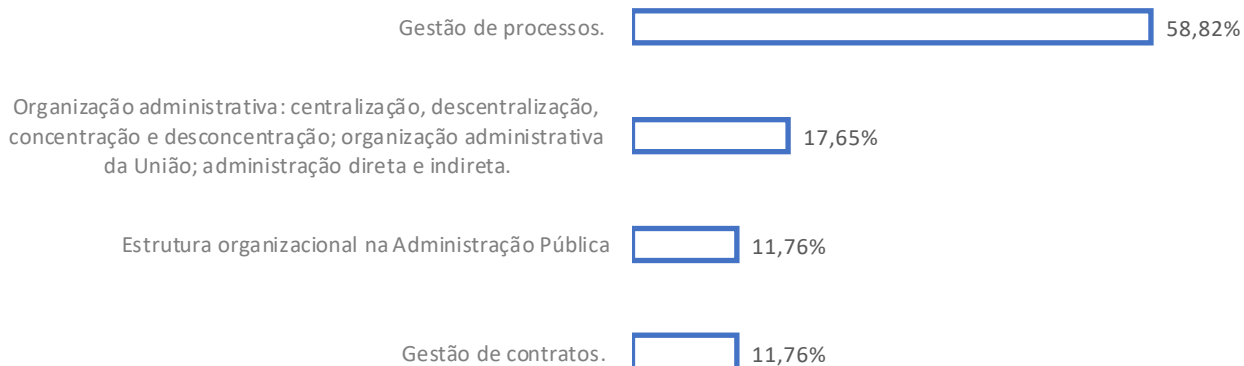 Gestão de processos.
58,82%
Organização administrativa: centralização, descentralização,
concentração e desconcentração; organização administrativa
da União; administração direta e indireta.
17,65%
Estrutura organizacional na Administração Pública
11,76%
Gestão de contratos.
11,76%